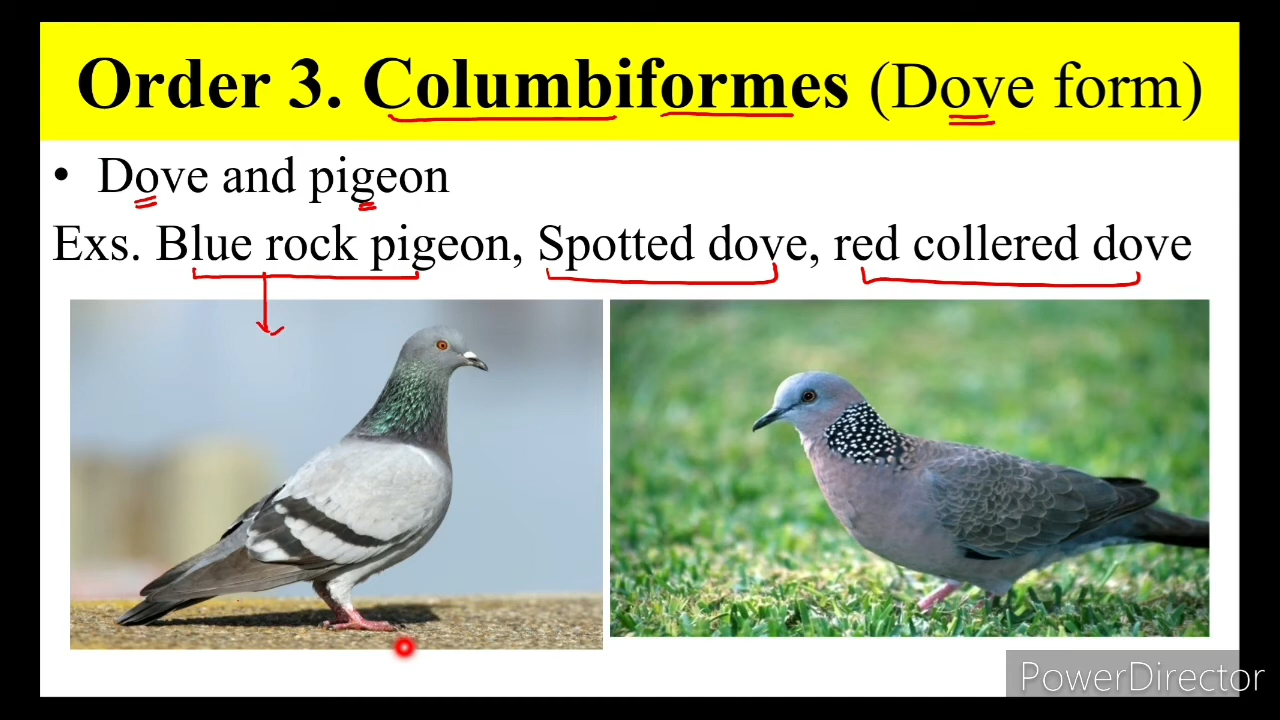 Order 3. Columbiformes (Dove form)
• Dove and pigeon
Exs. Blue rock pigeon, Spotted dove, red collered dove
PowerDirector